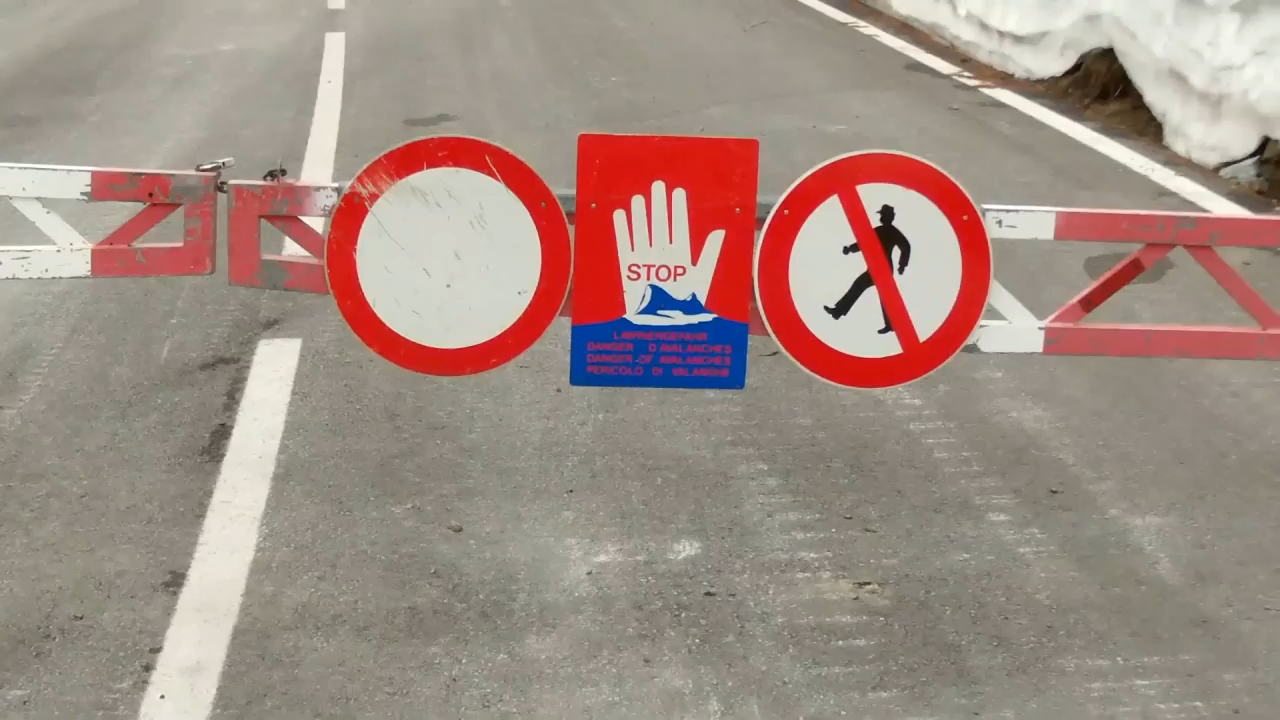 STOP
LAWINENGEFAHR
DANGER D'AVALANCHES
DANGER OF AVALANCHES
PERICOLO DI VALANGHE